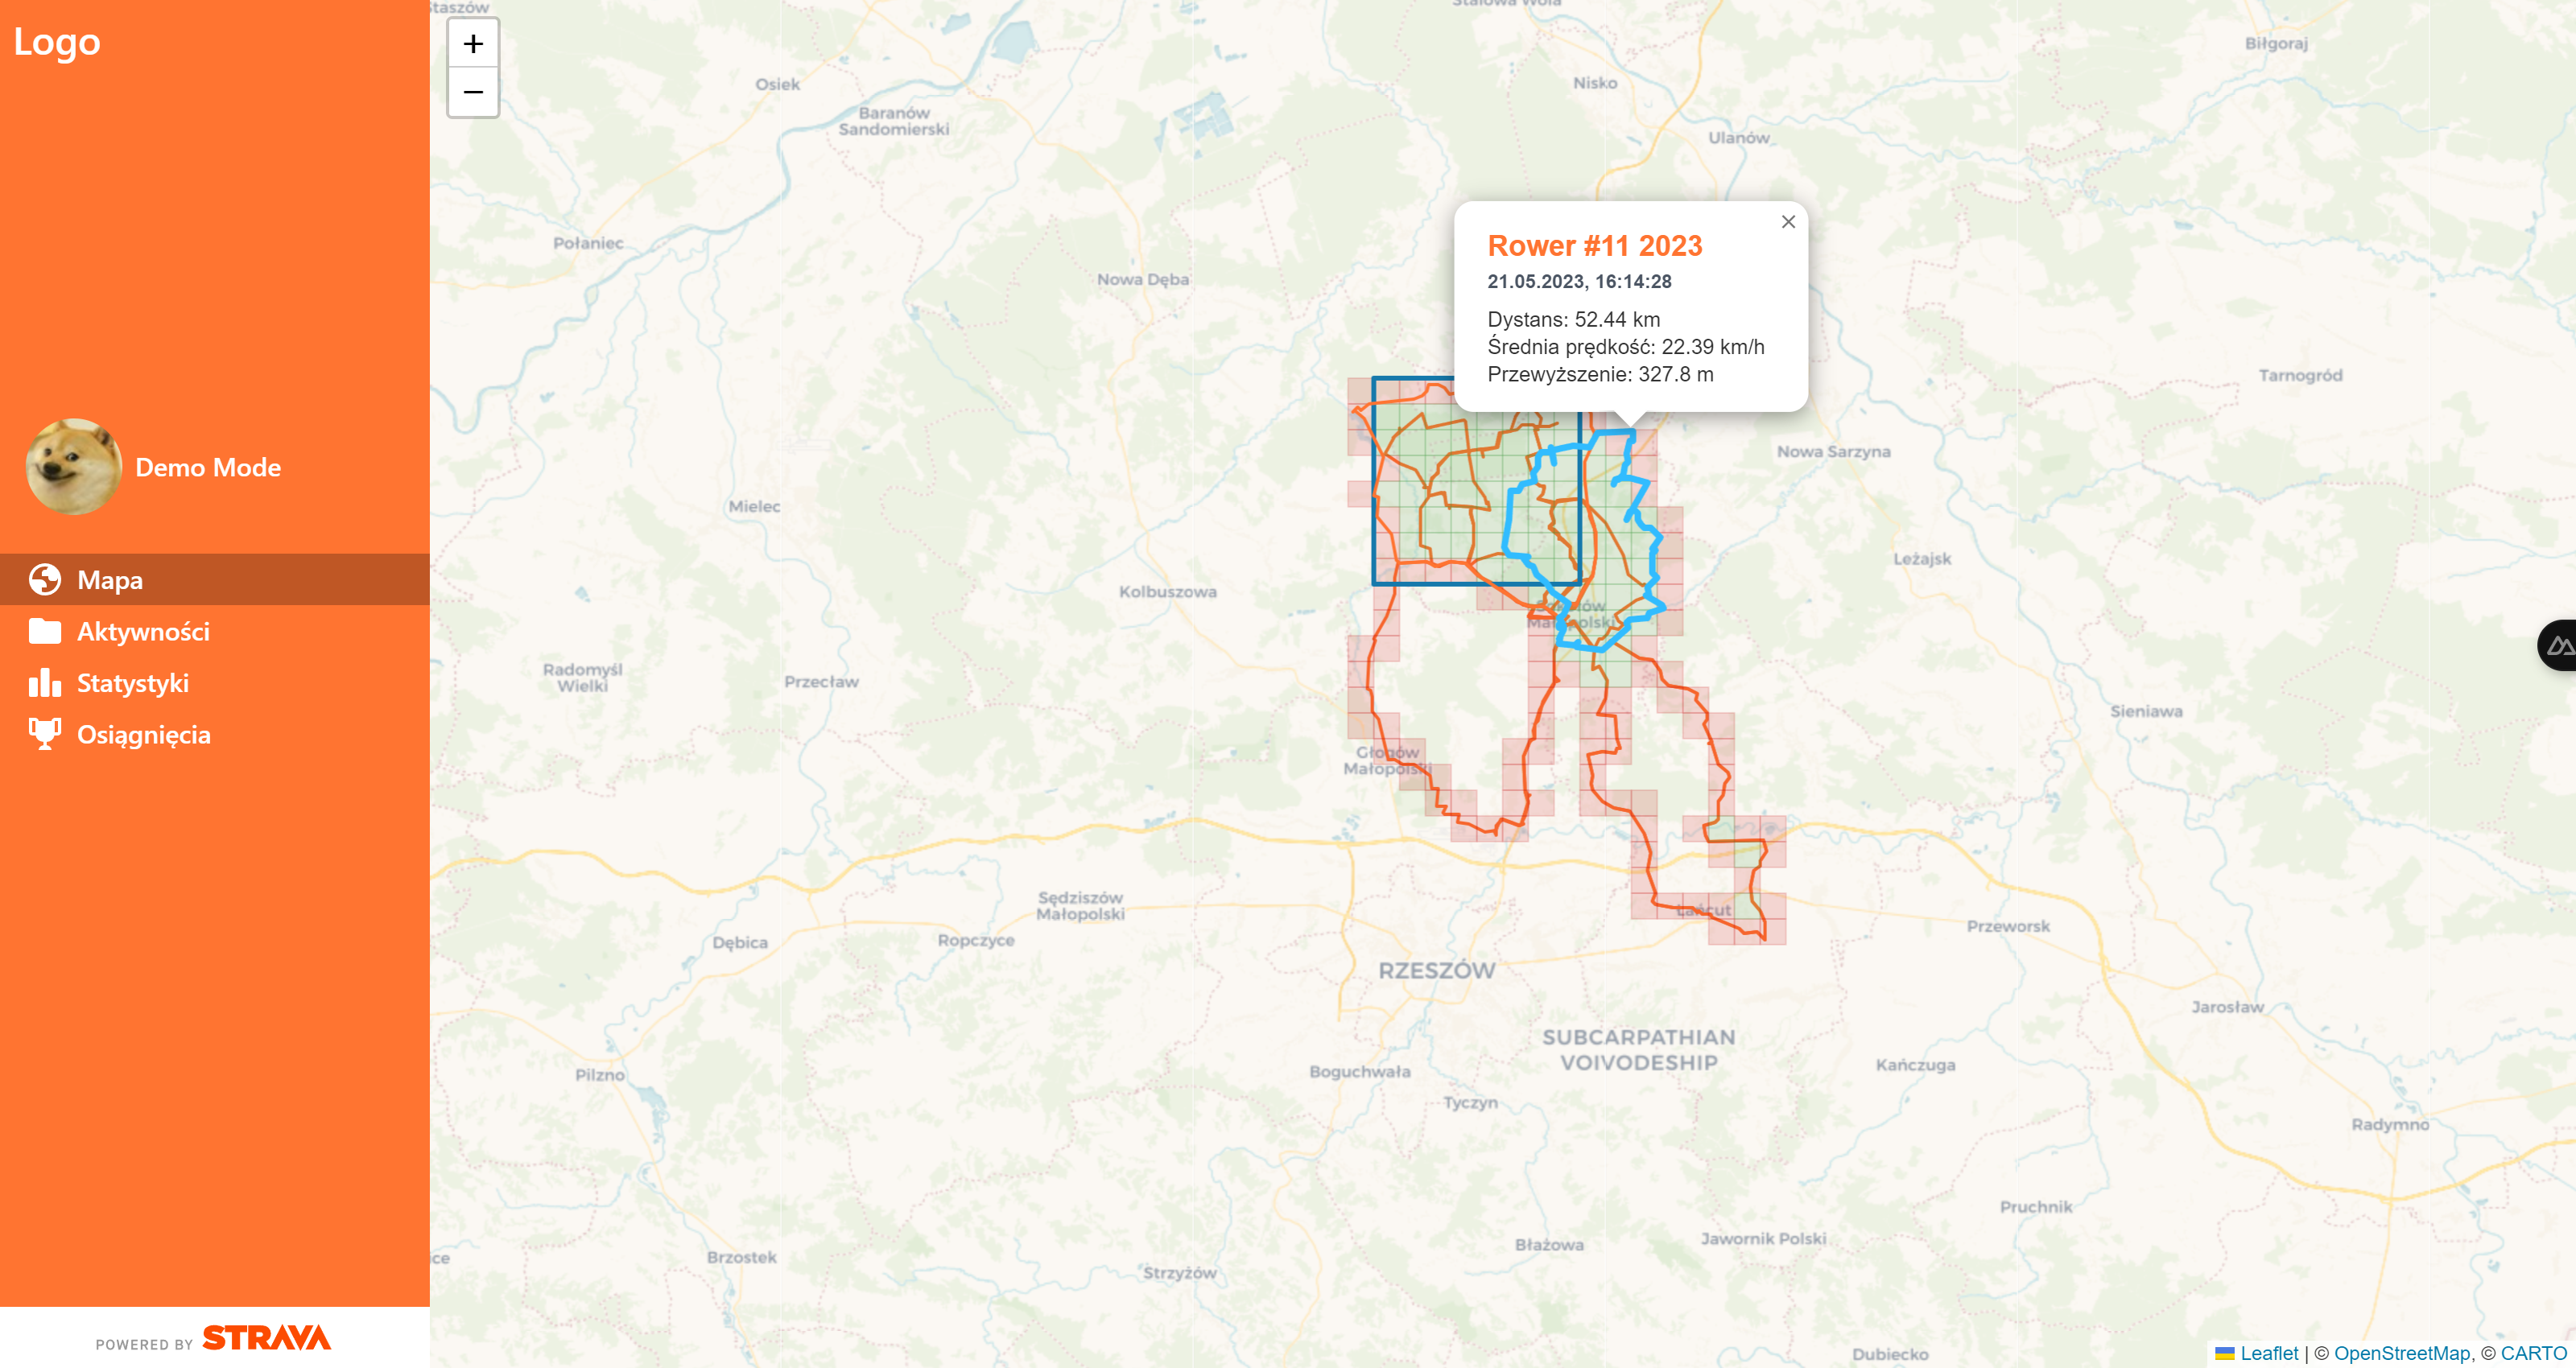 Logo
Demo Mode
Mapa
Aktywności
Statystyki
Osiągnięcia
POWERED BY STRAVA
+
−
Staszów
Stalowa Wola
Biłgoraj
Osiek
Nisko
Baranów
Sandomierski
Ulanów
Połaniec
Nowa Dęba
Rower #11 2023
21.05.2023, 16:14:28
Dystans: 52.44 km
Średnia prędkość: 22.39 km/h
Przewyższenie: 327.8 m
Tarnogród
Nowa Sarzyna
Mielec
Leżajsk
Kolbuszowa
Sokołów
Małopolski
Radomyśl
Wielki
Przecław
Sieniawa
Głogów
Małopolski
Sędziszów
Małopolski
Łańcut
Dębica
Ropczyce
Przeworsk
RZESZÓW
Jarosław
SUBCARPATHIAN
VOIVODESHIP
Pilzno
Boguchwała
Kańczuga
Tyczyn
Radymno
Pruchnik
Błażowa
Jawornik Polski
ice
Brzostek
Strzyżów
Dubiecko
Leaflet | © OpenStreetMap, © CARTO